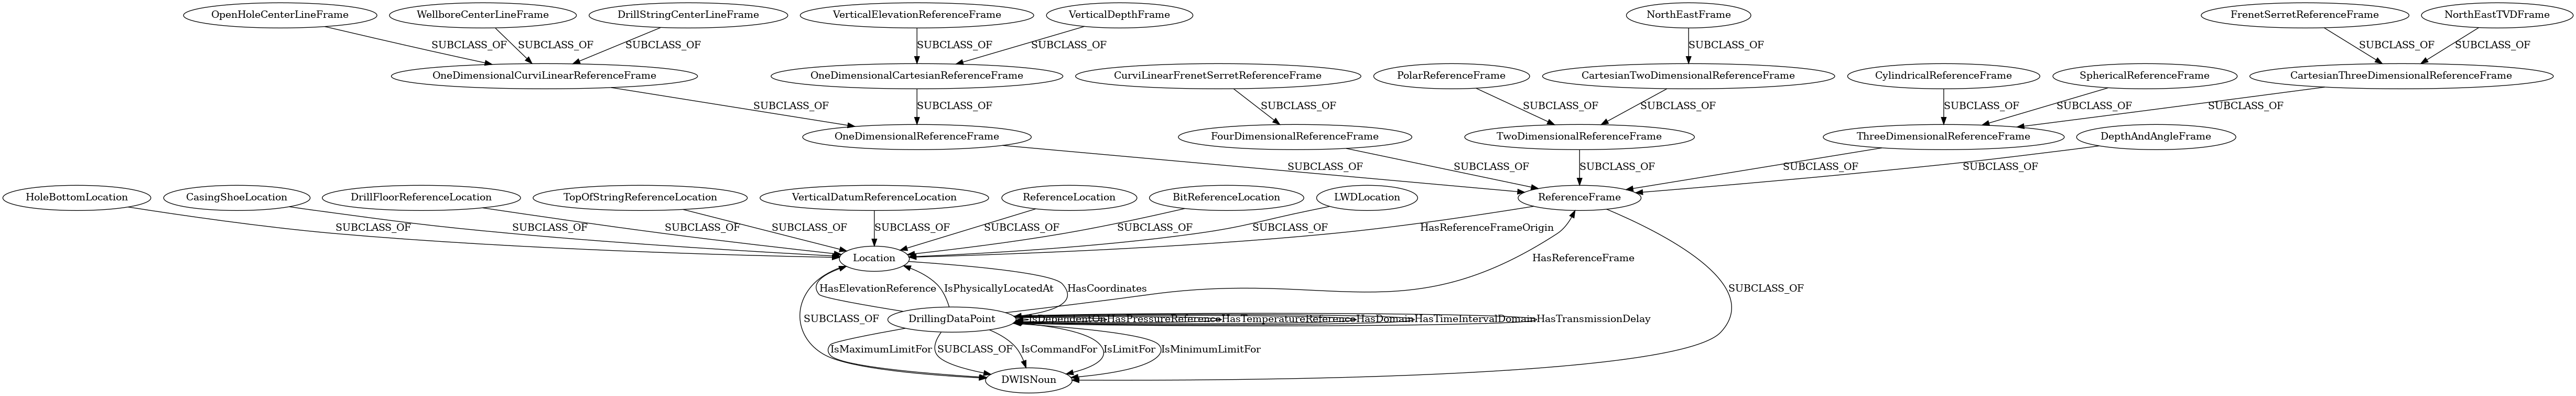 OpenHoleCenterLineFrame
WellboreCenterLineFrame
DrillStringCenterLineFrame
VerticalElevationReferenceFrame
VerticalDepthFrame
NorthEastFrame
FrenetSerretReferenceFrame
NorthEastTVDFrame
SUBCLASS_OF
SUBCLASS_OF
SUBCLASS_OF
SUBCLASS_OF
SUBCLASS_OF
SUBCLASS_OF
SUBCLASS_OF
SUBCLASS_OF
OneDimensionalCurviLinearReferenceFrame
OneDimensionalCartesianReferenceFrame
CurviLinearFrenetSerretReferenceFrame
PolarReferenceFrame
CartesianTwoDimensionalReferenceFrame
CylindricalReferenceFrame
SphericalReferenceFrame
CartesianThreeDimensionalReferenceFrame
SUBCLASS_OF
SUBCLASS_OF
SUBCLASS_OF
SUBCLASS_OF
SUBCLASS_OF
SUBCLASS_OF
SUBCLASS_OF
SUBCLASS_OF
OneDimensionalReferenceFrame
FourDimensionalReferenceFrame
TwoDimensionalReferenceFrame
ThreeDimensionalReferenceFrame
DepthAndAngleFrame
SUBCLASS_OF
SUBCLASS_OF
SUBCLASS_OF
SUBCLASS_OF
SUBCLASS_OF
HoleBottomLocation
CasingShoeLocation
DrillFloorReferenceLocation
TopOfStringReferenceLocation
VerticalDatumReferenceLocation
ReferenceLocation
BitReferenceLocation
LWDLocation
ReferenceFrame
SUBCLASS_OF
SUBCLASS_OF
SUBCLASS_OF
SUBCLASS_OF
SUBCLASS_OF
SUBCLASS_OF
SUBCLASS_OF
SUBCLASS_OF
HasReferenceFrameOrigin
Location
HasReferenceFrame
HasElevationReference
IsPhysicallyLocatedAt
HasCoordinates
SUBCLASS_OF
SUBCLASS_OF
DrillingDataPoint
IsDependentOn
HasPressureReference
HasTemperatureReference
HasDomain
HasTimeIntervalDomain
HasTransmissionDelay
IsMaximumLimitFor
SUBCLASS_OF
IsCommandFor
IsLimitFor
IsMinimumLimitFor
DWISNoun